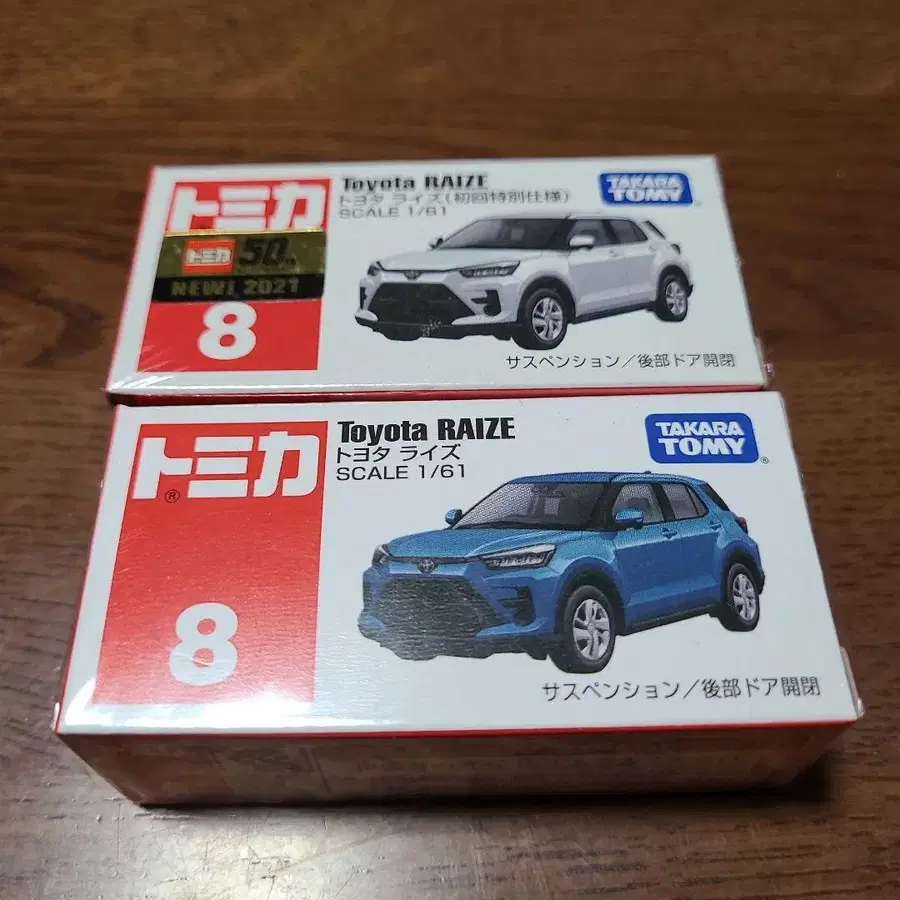 トミカ
トミカ 50th
NEW! 2021
8
Toyota RAIZE
トヨタ ライズ(初回特別仕様)
SCALE 1/61
TAKARA TOMY
サスペンション/後部ドア開閉
トミカ®
8
Toyota RAIZE
トヨタ ライズ
SCALE 1/61
TAKARA TOMY®
サスペンション/後部ドア開閉